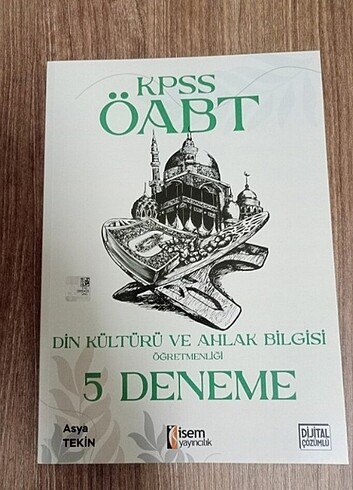 KPSS
ÖABT
DİN KÜLTÜRÜ VE AHLAK BİLGİSİ
ÖĞRETMENLİĞİ
5 DENEME
Asya
TEKİN
isem
yayıncılık
DİJİTAL
ÇÖZÜMLÜ